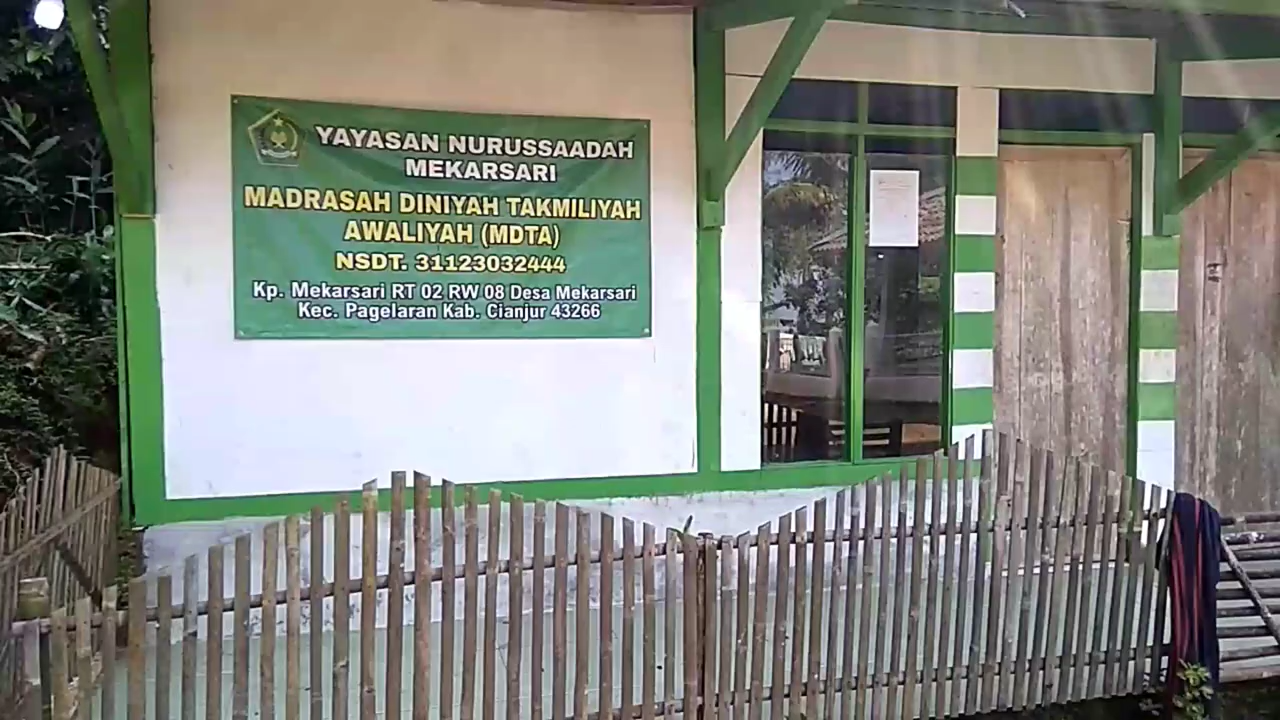 YAYASAN NURUSSAADAH
MEKARSARI
MADRASAH DINIYAH TAKMILIYAH
AWALIYAH (MDTA)
NSDT. 31123032444
Kp. Mekarsari RT 02 RW 08 Desa Mekarsari
Kec. Pagelaran Kab. Cianjur 43266